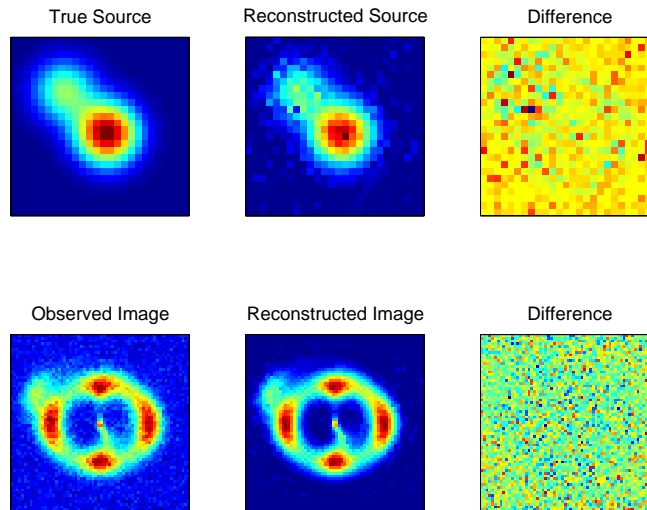 True Source
Reconstructed Source
Difference
Observed Image
Reconstructed Image
Difference